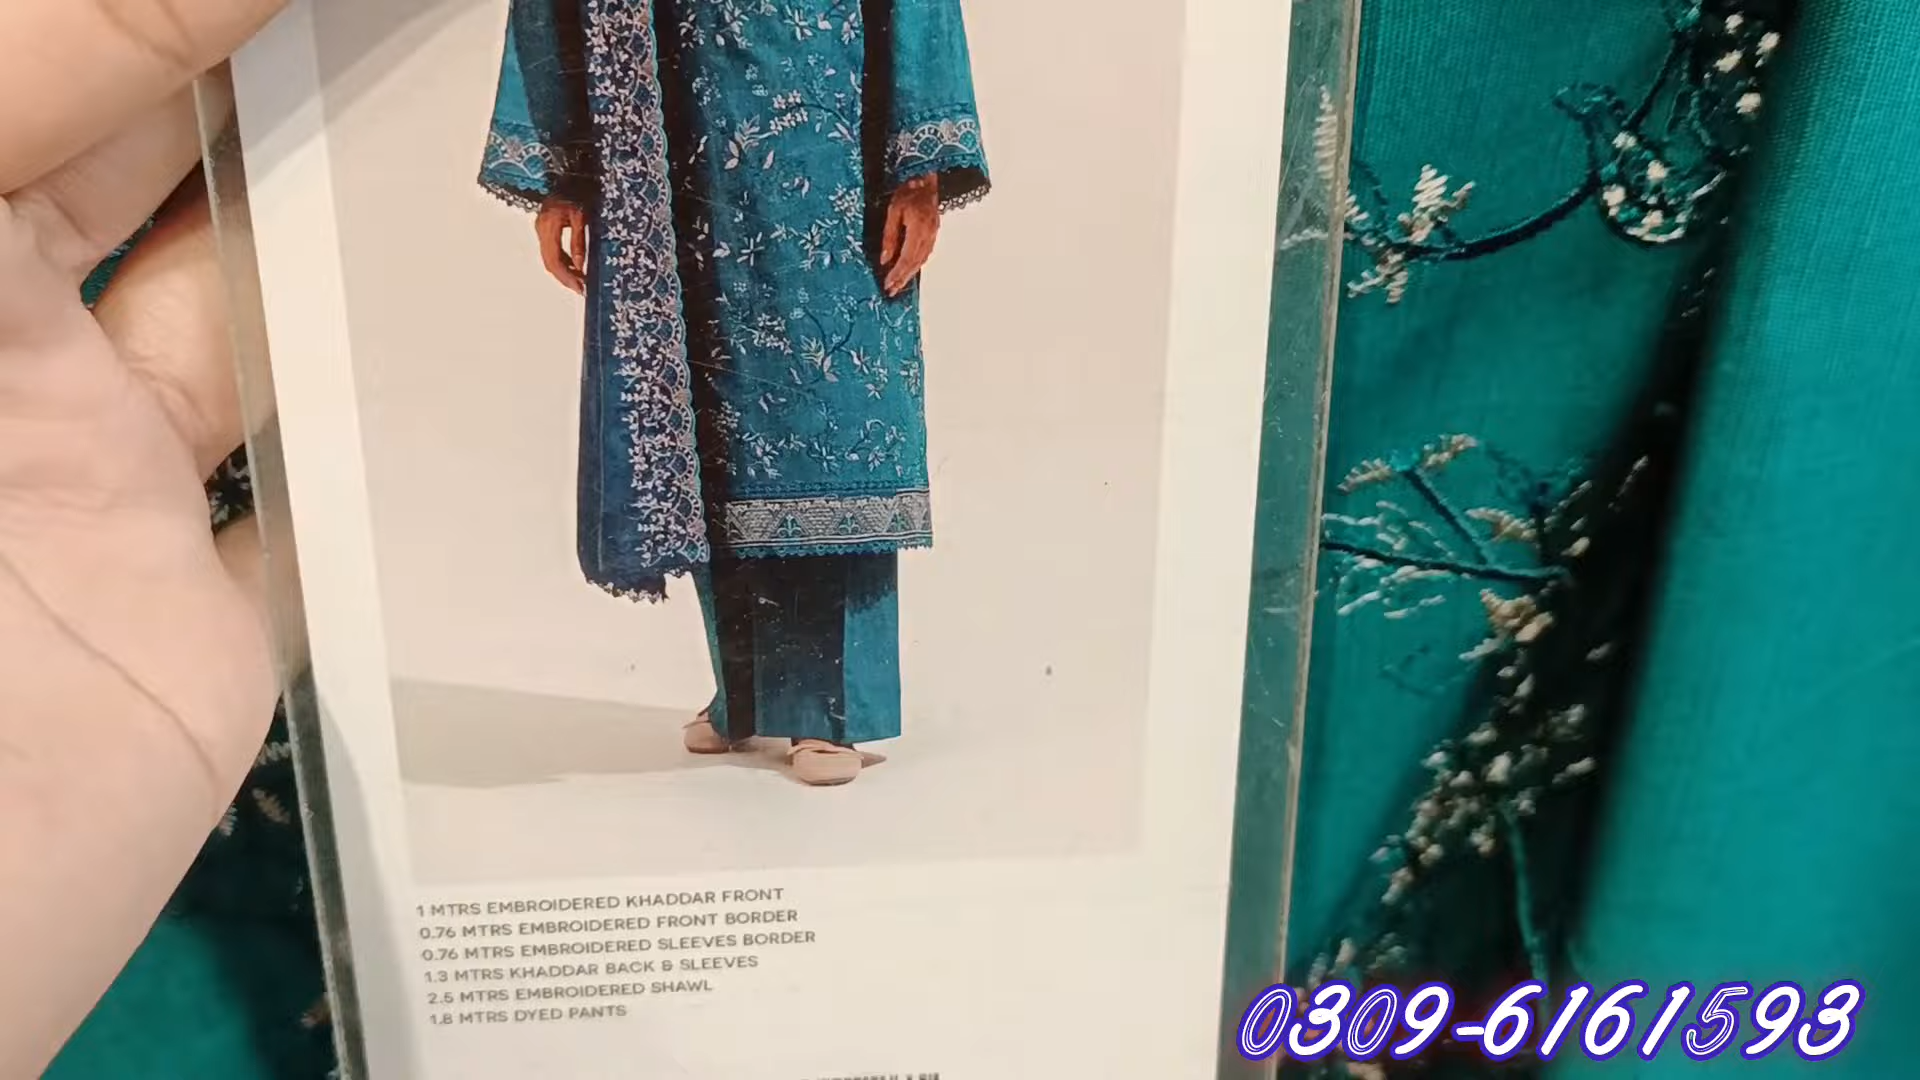 1 MTRS EMBROIDERED KHADDAR FRONT
0.76 MTRS EMBROIDERED FRONT BORDER
0.76 MTRS EMBROIDERED SLEEVES BORDER
1.3 MTRS KHADDAR BACK & SLEEVES
2.5 MTRS EMBROIDERED SHAWL
1.8 MTRS DYED PANTS
0309-6161593